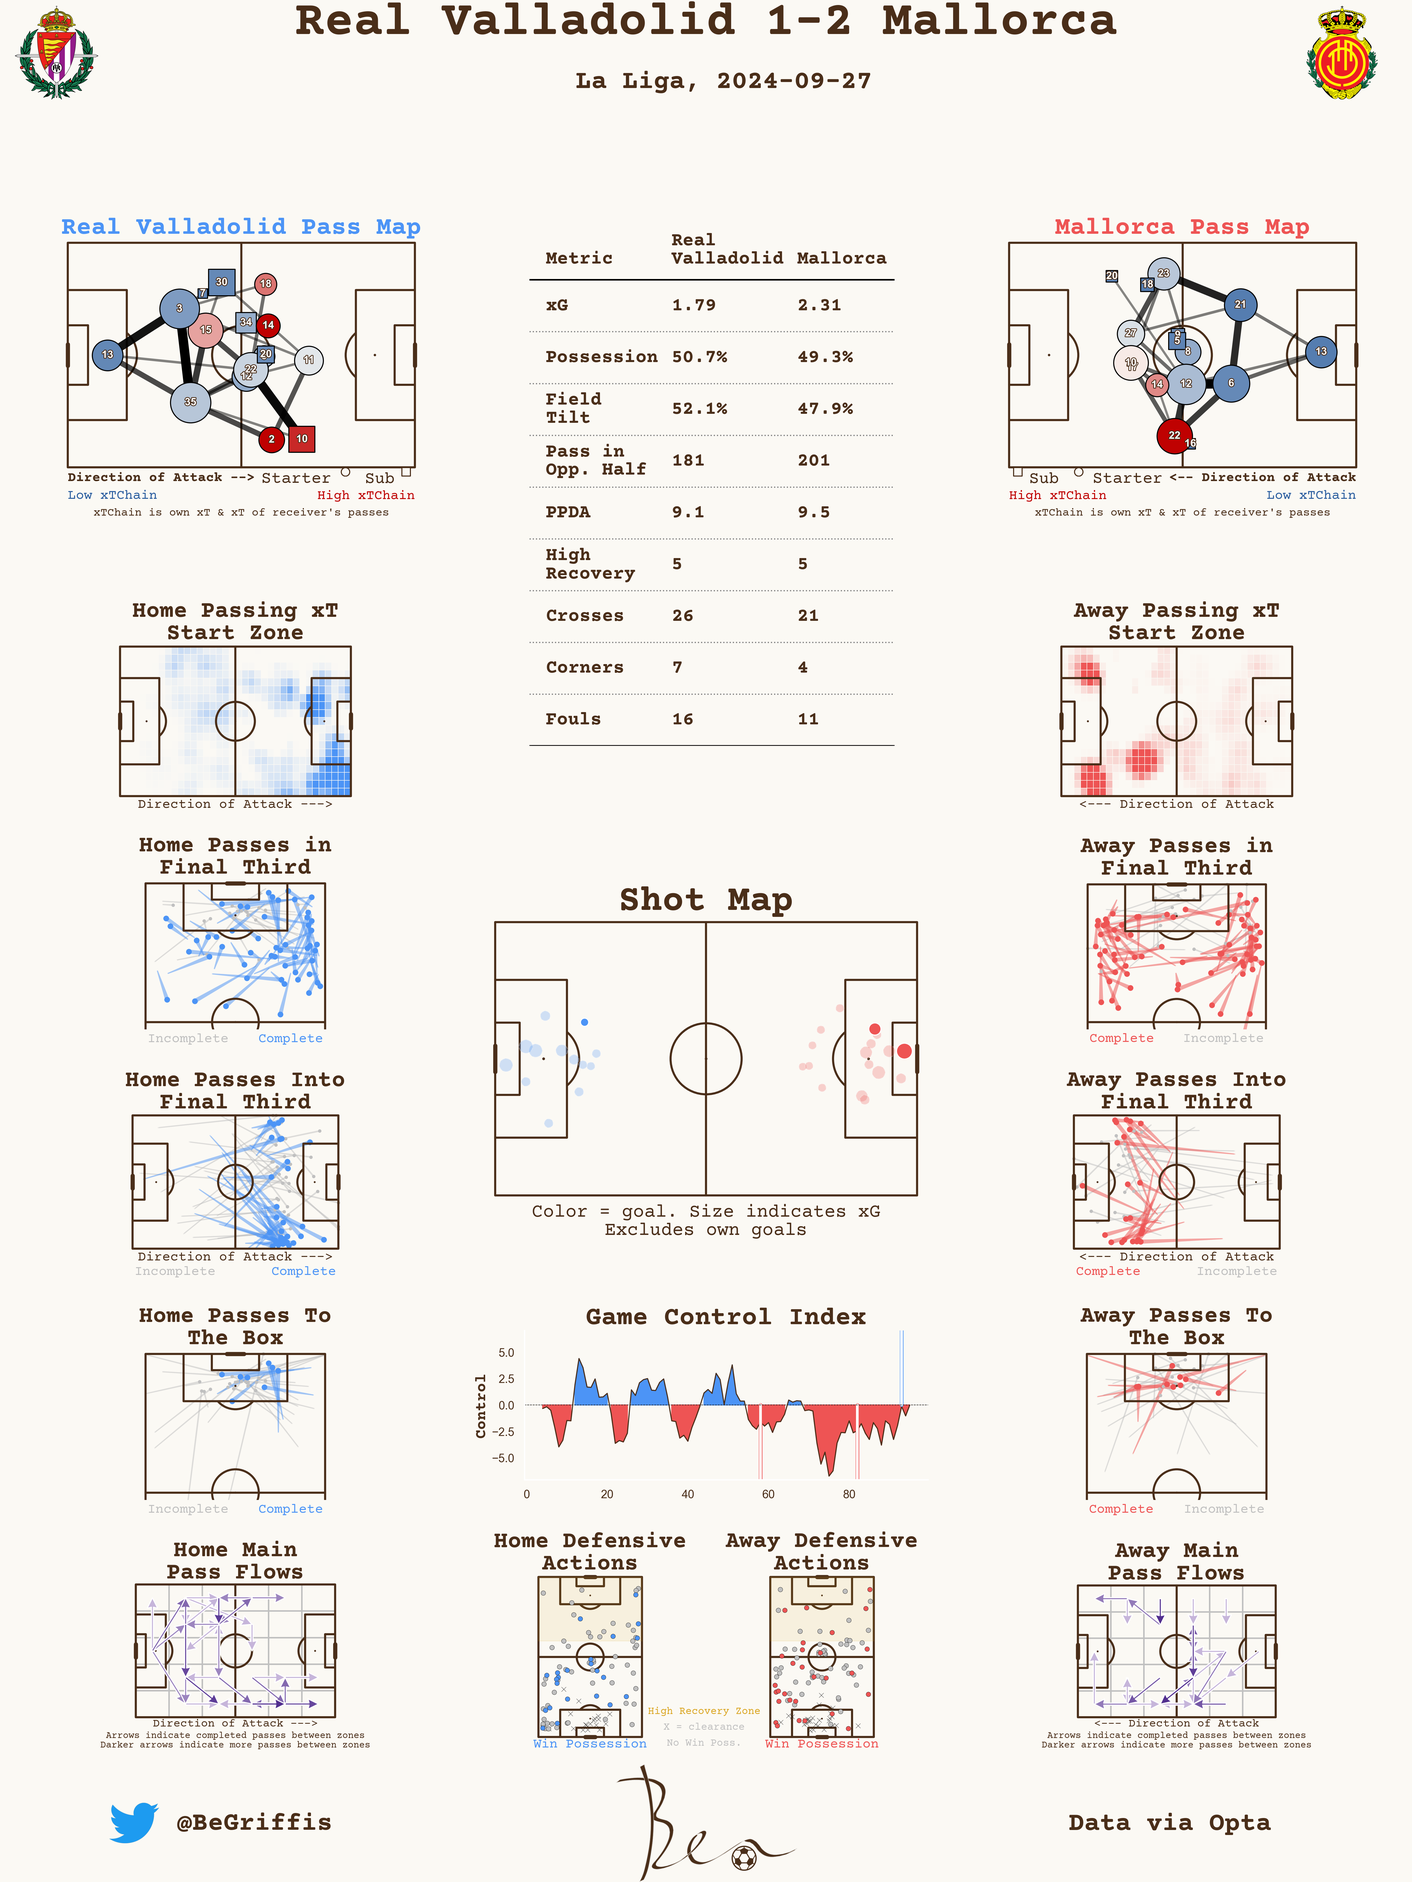 Real Valladolid 1-2 Mallorca
La Liga, 2024-09-27
Real Valladolid Pass Map
30
7
18
3
34
14
15
13
20
11
22
12
35
2
10
Direction of Attack --> Starter Sub
Low xTChain High xTChain
xTChain is own xT & xT of receiver's passes
Metric Real Valladolid Mallorca
xG 1.79 2.31
Possession 50.7% 49.3%
Field Tilt 52.1% 47.9%
Pass in Opp. Half 181 201
PPDA 9.1 9.5
High Recovery 5 5
Crosses 26 21
Corners 7 4
Fouls 16 11
Mallorca Pass Map
20
23
18
21
27
9
5
8
13
10
17
14
12
6
22
16
Sub Starter <-- Direction of Attack
High xTChain Low xTChain
xTChain is own xT & xT of receiver's passes
Home Passing xT
Start Zone
Direction of Attack --->
Away Passing xT
Start Zone
<--- Direction of Attack
Home Passes in
Final Third
Incomplete Complete
Away Passes in
Final Third
Complete Incomplete
Shot Map
Color = goal. Size indicates xG
Excludes own goals
Home Passes Into
Final Third
Direction of Attack --->
Incomplete Complete
Away Passes Into
Final Third
<--- Direction of Attack
Complete Incomplete
Home Passes To
The Box
Incomplete Complete
Game Control Index
Control
5.0
2.5
0.0
−2.5
−5.0
0 20 40 60 80
Away Passes To
The Box
Complete Incomplete
Home Main
Pass Flows
Direction of Attack --->
Arrows indicate completed passes between zones
Darker arrows indicate more passes between zones
Home Defensive
Actions
Win Possession
High Recovery Zone
X = clearance
No Win Poss.
Away Defensive
Actions
Win Possession
Away Main
Pass Flows
<--- Direction of Attack
Arrows indicate completed passes between zones
Darker arrows indicate more passes between zones
@BeGriffis
Ben
Data via Opta